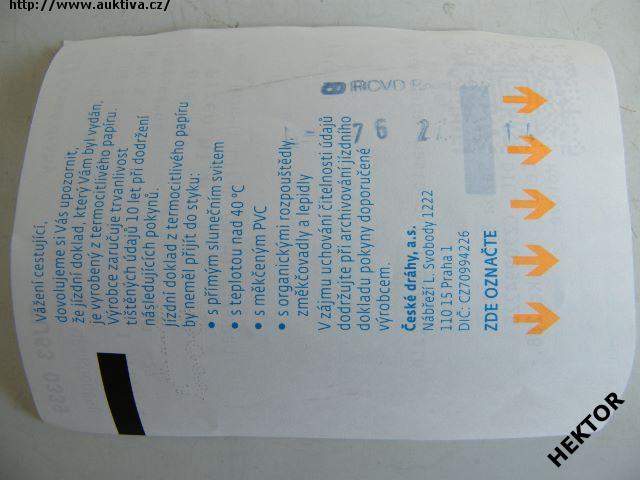 http://www.auktiva.cz/
Vážení cestující,
dovolujeme si Vás upozornit,
že jízdní doklad, který Vám byl vydán,
je vyrobený z termocitlivého papíru.
Výrobce zaručuje trvanlivost
tištěných údajů 10 let při dodržení
následujících pokynů.
Jízdní doklad z termocitlivého papíru
by neměl přijít do styku:
• s přímým slunečním svitem
• s teplotou nad 40 °C
• s měkčeným PVC
• s organickými rozpouštědly,
změkčovadly a lepidly
V zájmu uchování čitelnosti údajů
dodržujte při archivování jízdního
dokladu pokyny doporučené
výrobcem.
České dráhy, a.s.
Nábřeží L. Svobody 1222
110 15 Praha 1
DIČ: CZ70994226
ZDE OZNAČTE
76
HEKTOR